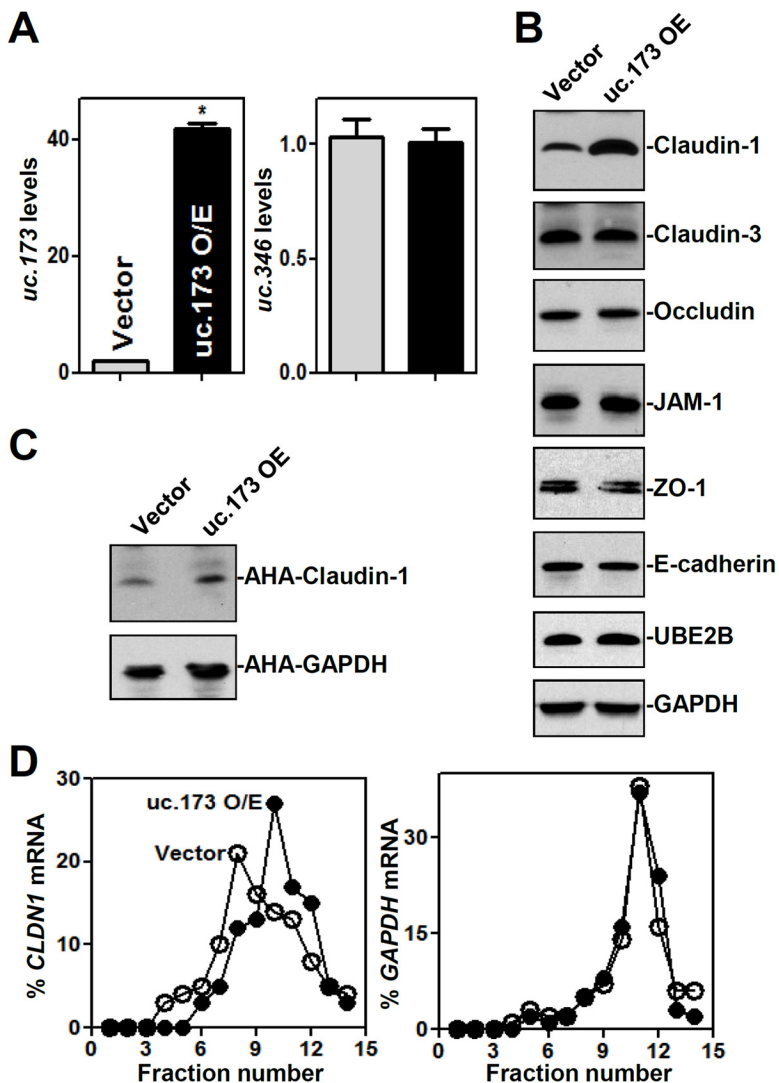 A
uc.173 levels
40
20
0
Vector
uc.173 O/E
*
uc.346 levels
1.0
0.5
0.0
B
Vector
uc.173 OE
-Claudin-1
-Claudin-3
-Occludin
-JAM-1
-ZO-1
-E-cadherin
-UBE2B
-GAPDH
C
Vector
uc.173 OE
-AHA-Claudin-1
-AHA-GAPDH
D
% CLDN1 mRNA
30
20
10
0
uc.173 O/E
Vector
0 3 6 9 12 15
Fraction number
% GAPDH mRNA
30
15
0
0 3 6 9 12 15
Fraction number